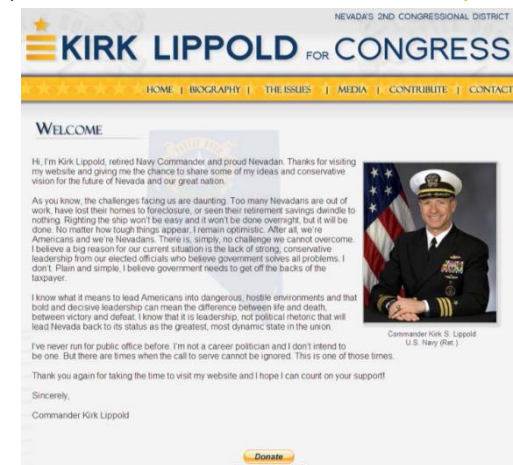 NEVADA'S 2ND CONGRESSIONAL DISTRICT
KIRK LIPPOLD FOR CONGRESS
HOME | BIOGRAPHY | THE ISSUES | MEDIA | CONTRIBUTE | CONTACT
WELCOME
Hi, I'm Kirk Lippold, retired Navy Commander and proud Nevadan. Thanks for visiting
my website and giving me the chance to share some of my ideas and conservative
vision for the future of Nevada and our great nation.
As you know, the challenges facing us are daunting. Too many Nevadans are out of
work, have lost their homes to foreclosure, or seen their retirement savings dwindle to
nothing. Righting the ship won't be easy and it won't be done overnight, but it will be
done. No matter how tough things appear, I remain optimistic. After all, we're
Americans and we're Nevadans. There is, simply, no challenge we cannot overcome.
I believe a big reason for our current situation is the lack of strong, conservative
leadership from our elected officials who believe government solves all problems. I
don't. Plain and simple, I believe government needs to get off the backs of the
taxpayer.
I know what it means to lead Americans into dangerous, hostile environments and that
bold and decisive leadership can mean the difference between life and death,
between victory and defeat. I know that it is leadership, not political rhetoric that will
lead Nevada back to its status as the greatest, most dynamic state in the union.
Commander Kirk S. Lippold
U.S. Navy (Ret.)
I've never run for public office before. I'm not a career politician and I don't intend to
be one. But there are times when the call to serve cannot be ignored. This is one of those times.
Thank you again for taking the time to visit my website and I hope I can count on your support!
Sincerely,
Commander Kirk Lippold
Donate